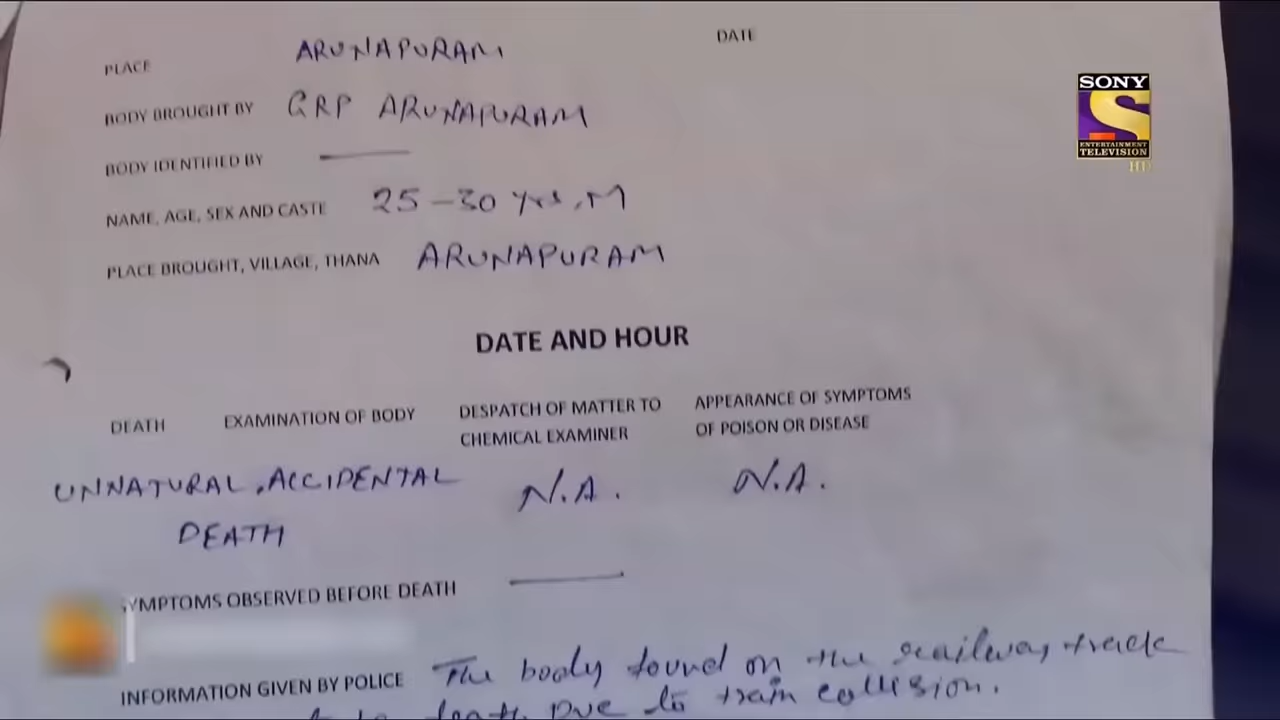 PLACE ARUNAPURAM DATE
SONY
ENTERTAINMENT
TELEVISION
HD
BODY BROUGHT BY GRP ARUNAPURAM
BODY IDENTIFIED BY
NAME, AGE, SEX AND CASTE 25-30 yrs, M
PLACE BROUGHT, VILLAGE, THANA ARUNAPURAM
DATE AND HOUR
DEATH EXAMINATION OF BODY DESPATCH OF MATTER TO CHEMICAL EXAMINER APPEARANCE OF SYMPTOMS OF POISON OR DISEASE
UNNATURAL, ACCIDENTAL N.A. N.A.
DEATH
SYMPTOMS OBSERVED BEFORE DEATH
INFORMATION GIVEN BY POLICE The body found on the railway track
death Due to train collision.